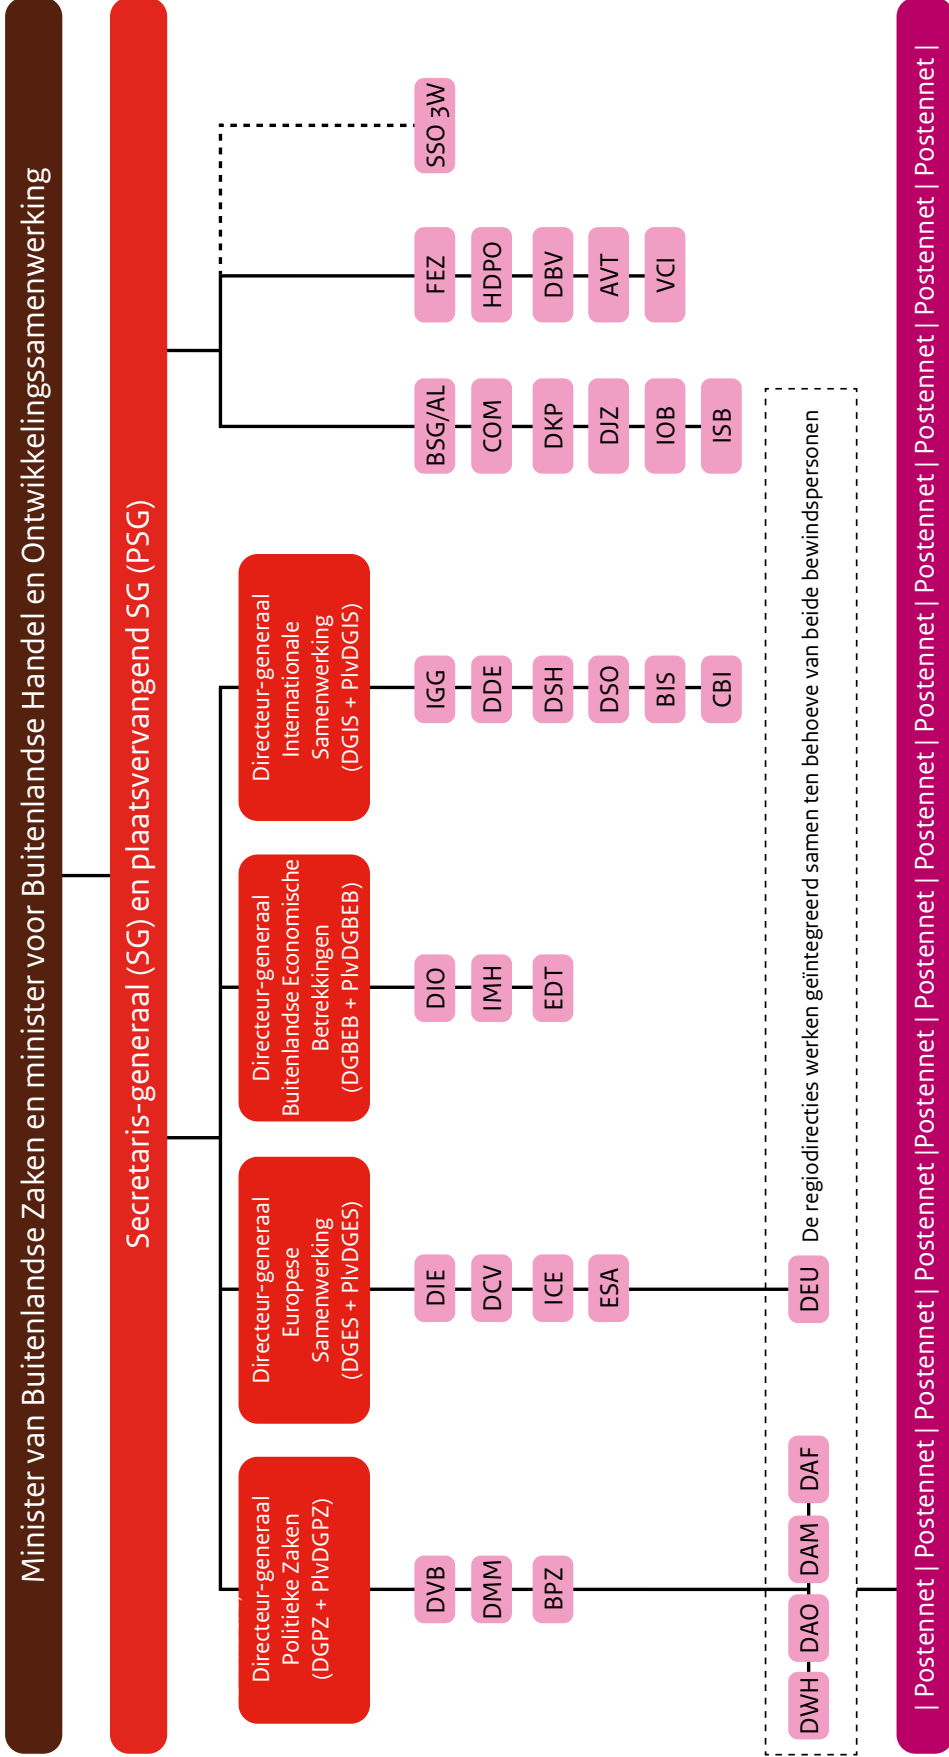 Minister van Buitenlandse Zaken en minister voor Buitenlandse Handel en Ontwikkelingssamenwerking
Secretaris-generaal (SG) en plaatsvervangend SG (PSG)
Directeur-generaal
Politieke Zaken
(DGPZ + PlvDGPZ)
DVB
DMM
BPZ
Directeur-generaal
Europese
Samenwerking
(DGES + PlvDGES)
DIE
DCV
ICE
ESA
Directeur-generaal
Buitenlandse Economische
Betrekkingen
(DGBEB + PlvDGBEB)
DIO
IMH
EDT
Directeur-generaal
Internationale
Samenwerking
(DGIS + PlvDGIS)
IGG
DDE
DSH
DSO
BIS
CBI
BSG/AL
COM
DKP
DJZ
IOB
ISB
FEZ
HDPO
DBV
AVT
VCI
SSO 3W
DWH DAO DAM DAF DEU De regiodirecties werken geïntegreerd samen ten behoeve van beide bewindspersonen
| Postennet | Postennet | Postennet | Postennet |Postennet | Postennet | Postennet | Postennet | Postennet | Postennet | Postennet | Postennet |